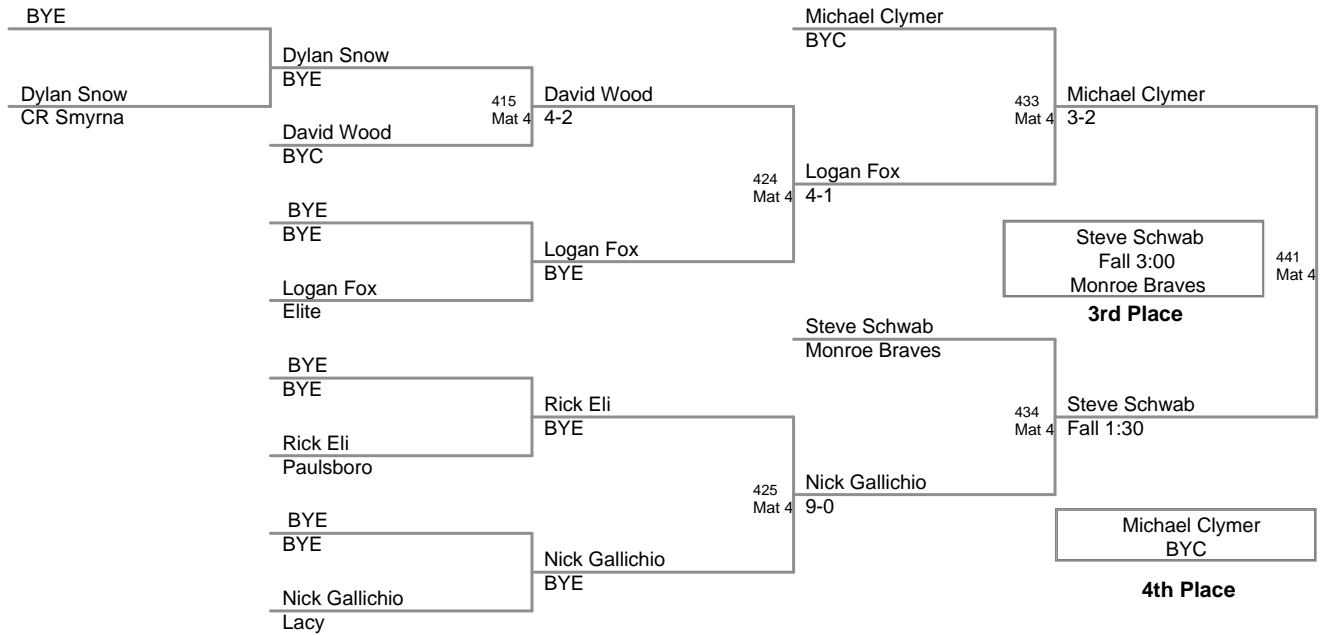 BYE
Dylan Snow
CR Smyrna
Dylan Snow
BYE
415
Mat 4
David Wood
BYC
BYE
BYE
Logan Fox
Elite
BYE
BYE
Rick Eli
Paulsboro
BYE
BYE
Nick Gallichio
Lacy
David Wood
4-2
424
Mat 4
Logan Fox
BYE
Rick Eli
BYE
425
Mat 4
Nick Gallichio
BYE
Michael Clymer
BYC
433
Mat 4
Logan Fox
4-1
Steve Schwab
Monroe Braves
434
Mat 4
Nick Gallichio
9-0
Michael Clymer
3-2
Steve Schwab
Fall 3:00
Monroe Braves
3rd Place
441
Mat 4
Steve Schwab
Fall 1:30
Michael Clymer
BYC
4th Place